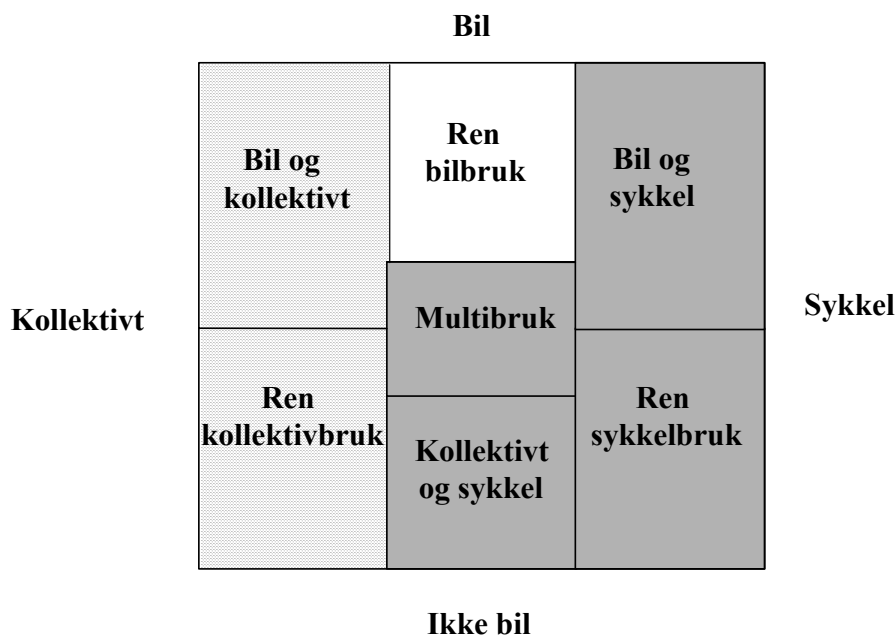 Bil
Bil og
kollektivt
Ren
bilbruk
Bil og
sykkel
Kollektivt
Multibruk
Sykkel
Ren
kollektivbruk
Kollektivt
og sykkel
Ren
sykkelbruk
Ikke bil